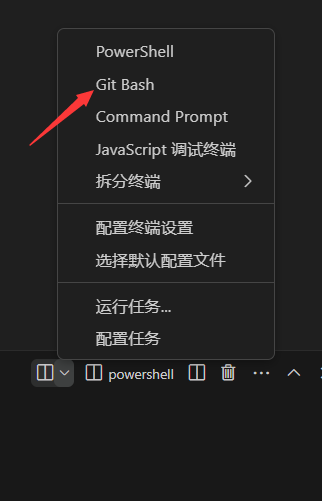 PowerShell
Git Bash
Command Prompt
JavaScript 调试终端
拆分终端
配置终端设置
选择默认配置文件
运行任务...
配置任务
powershell